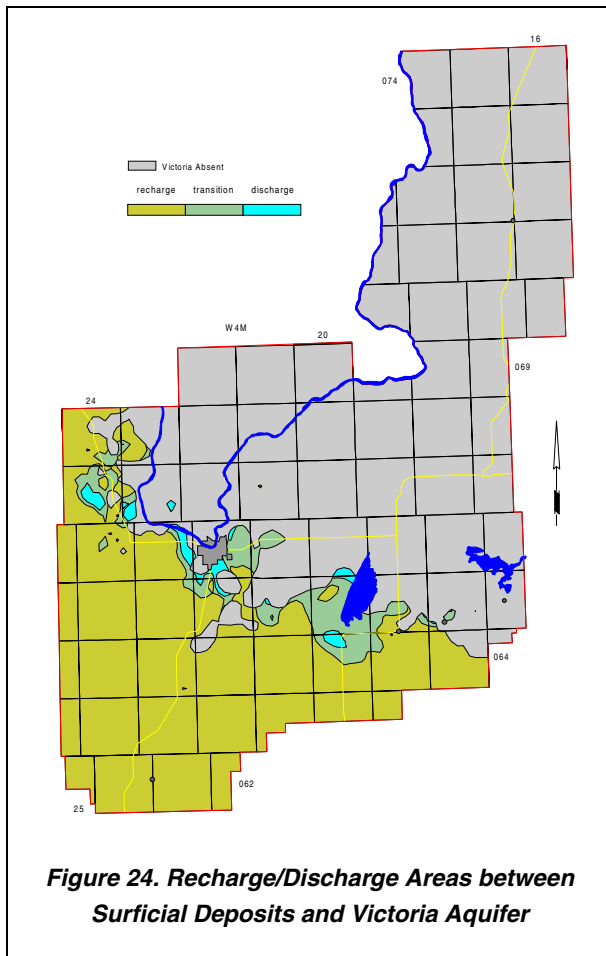 16
074
Victoria Absent
recharge transition discharge
W4M 20
069
24
064
062
25
Figure 24. Recharge/Discharge Areas between
Surficial Deposits and Victoria Aquifer